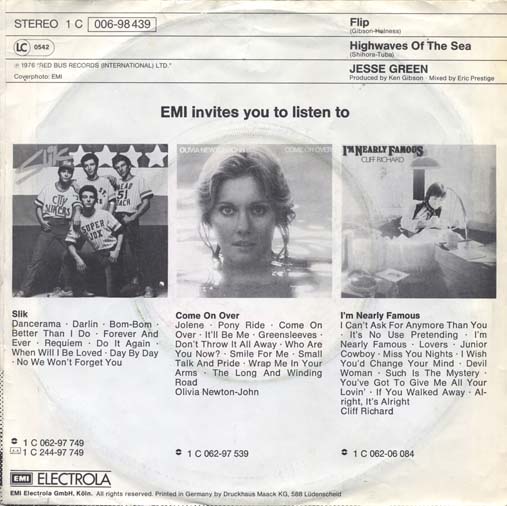 STEREO 1 C 006-98 439
LC 0542
℗ 1976 "RED BUS RECORDS (INTERNATIONAL) LTD."
Coverphoto: EMI
Flip
(Gibson-Halness)
Highwaves Of The Sea
(Shihora-Tuba)
JESSE GREEN
Produced by Ken Gibson · Mixed by Eric Prestige
EMI invites you to listen to
Slik
CITY SLIKERS
SUPER JOX
HEAD 51 COACH
OLIVIA NEWTON-JOHN COME ON OVER
I'M NEARLY FAMOUS
CLIFF RICHARD
Slik
Dancerama · Darlin · Bom-Bom ·
Better Than I Do · Forever And
Ever · Requiem · Do It Again ·
When Will I Be Loved · Day By Day
· No We Won't Forget You
1 C 062-97 749
1 C 244-97 749
Come On Over
Jolene · Pony Ride · Come On
Over · It'll Be Me · Greensleeves ·
Don't Throw It All Away · Who Are
You Now? · Smile For Me · Small
Talk And Pride · Wrap Me In Your
Arms · The Long And Winding
Road
Olivia Newton-John
1 C 062-97 539
I'm Nearly Famous
I Can't Ask For Anymore Than You
· It's No Use Pretending · I'm
Nearly Famous · Lovers · Junior
Cowboy · Miss You Nights · I Wish
You'd Change Your Mind · Devil
Woman · Such Is The Mystery ·
You've Got To Give Me All Your
Lovin' · If You Walked Away · Al-
right, It's Alright
Cliff Richard
1 C 062-06 084
EMI ELECTROLA
EMI Electrola GmbH, Köln. All rights reserved. Printed in Germany by Druckhaus Maack KG, 588 Lüdenscheid